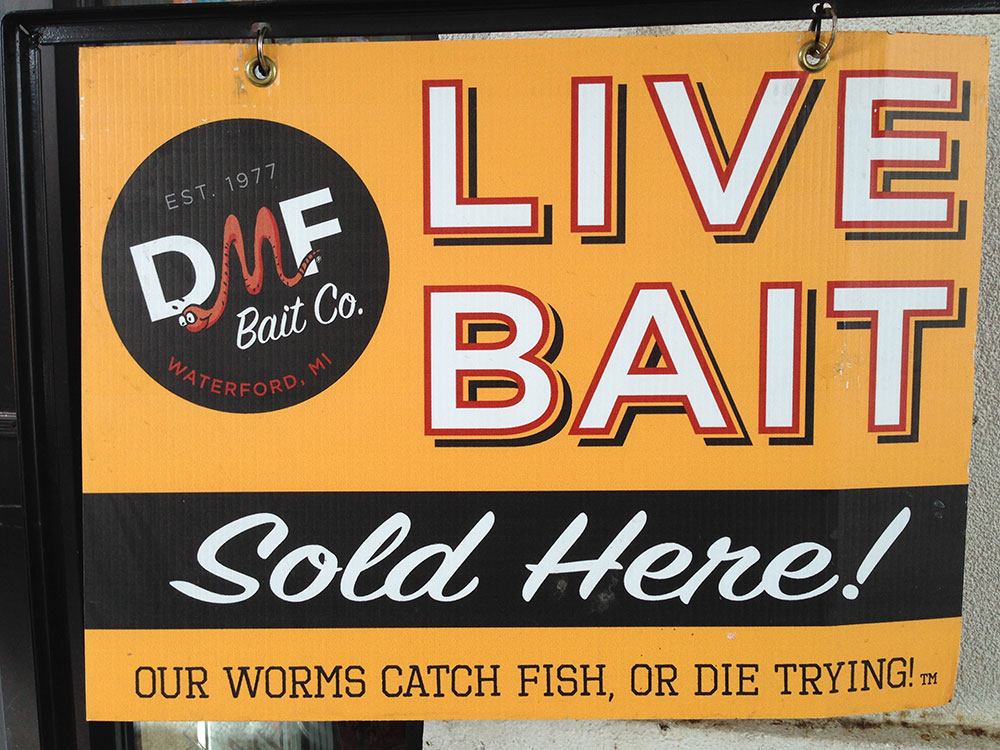 EST. 1977
DMF
Bait Co.
WATERFORD, MI
LIVE
BAIT
Sold Here!
OUR WORMS CATCH FISH, OR DIE TRYING!™